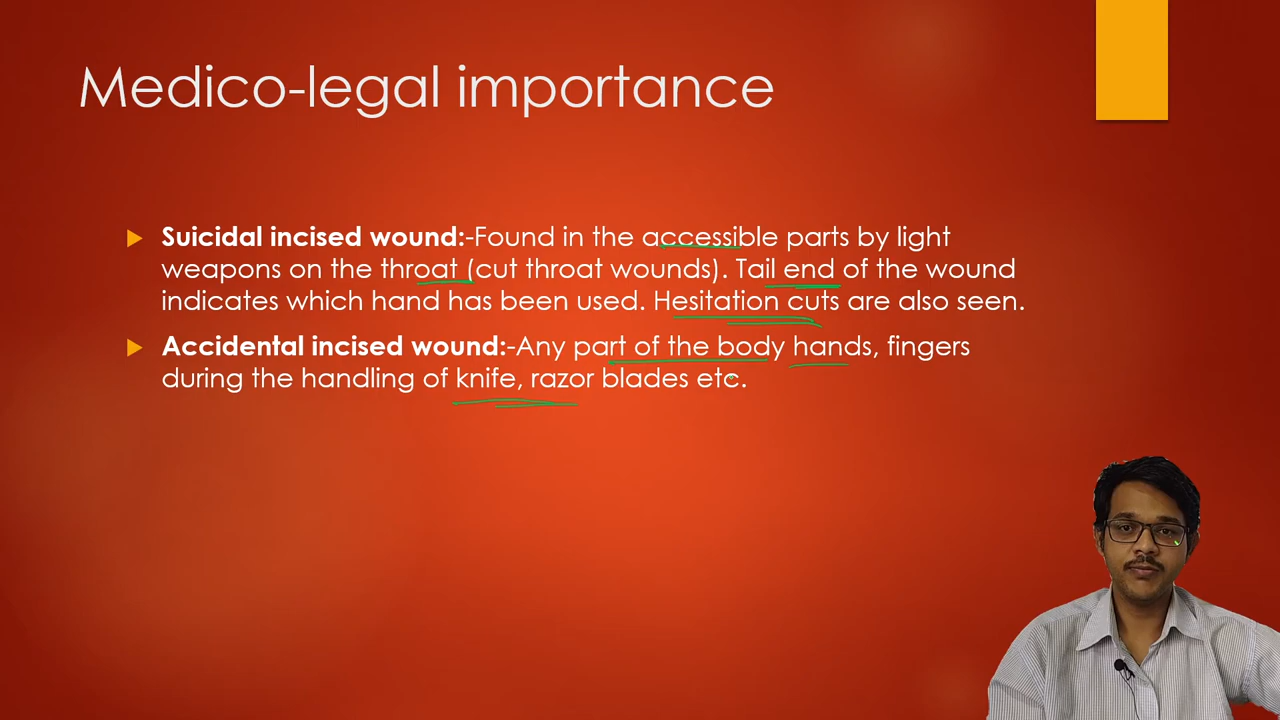 Medico-legal importance
Suicidal incised wound:-Found in the accessible parts by light
weapons on the throat (cut throat wounds). Tail end of the wound
indicates which hand has been used. Hesitation cuts are also seen.
Accidental incised wound:-Any part of the body hands, fingers
during the handling of knife, razor blades etc.